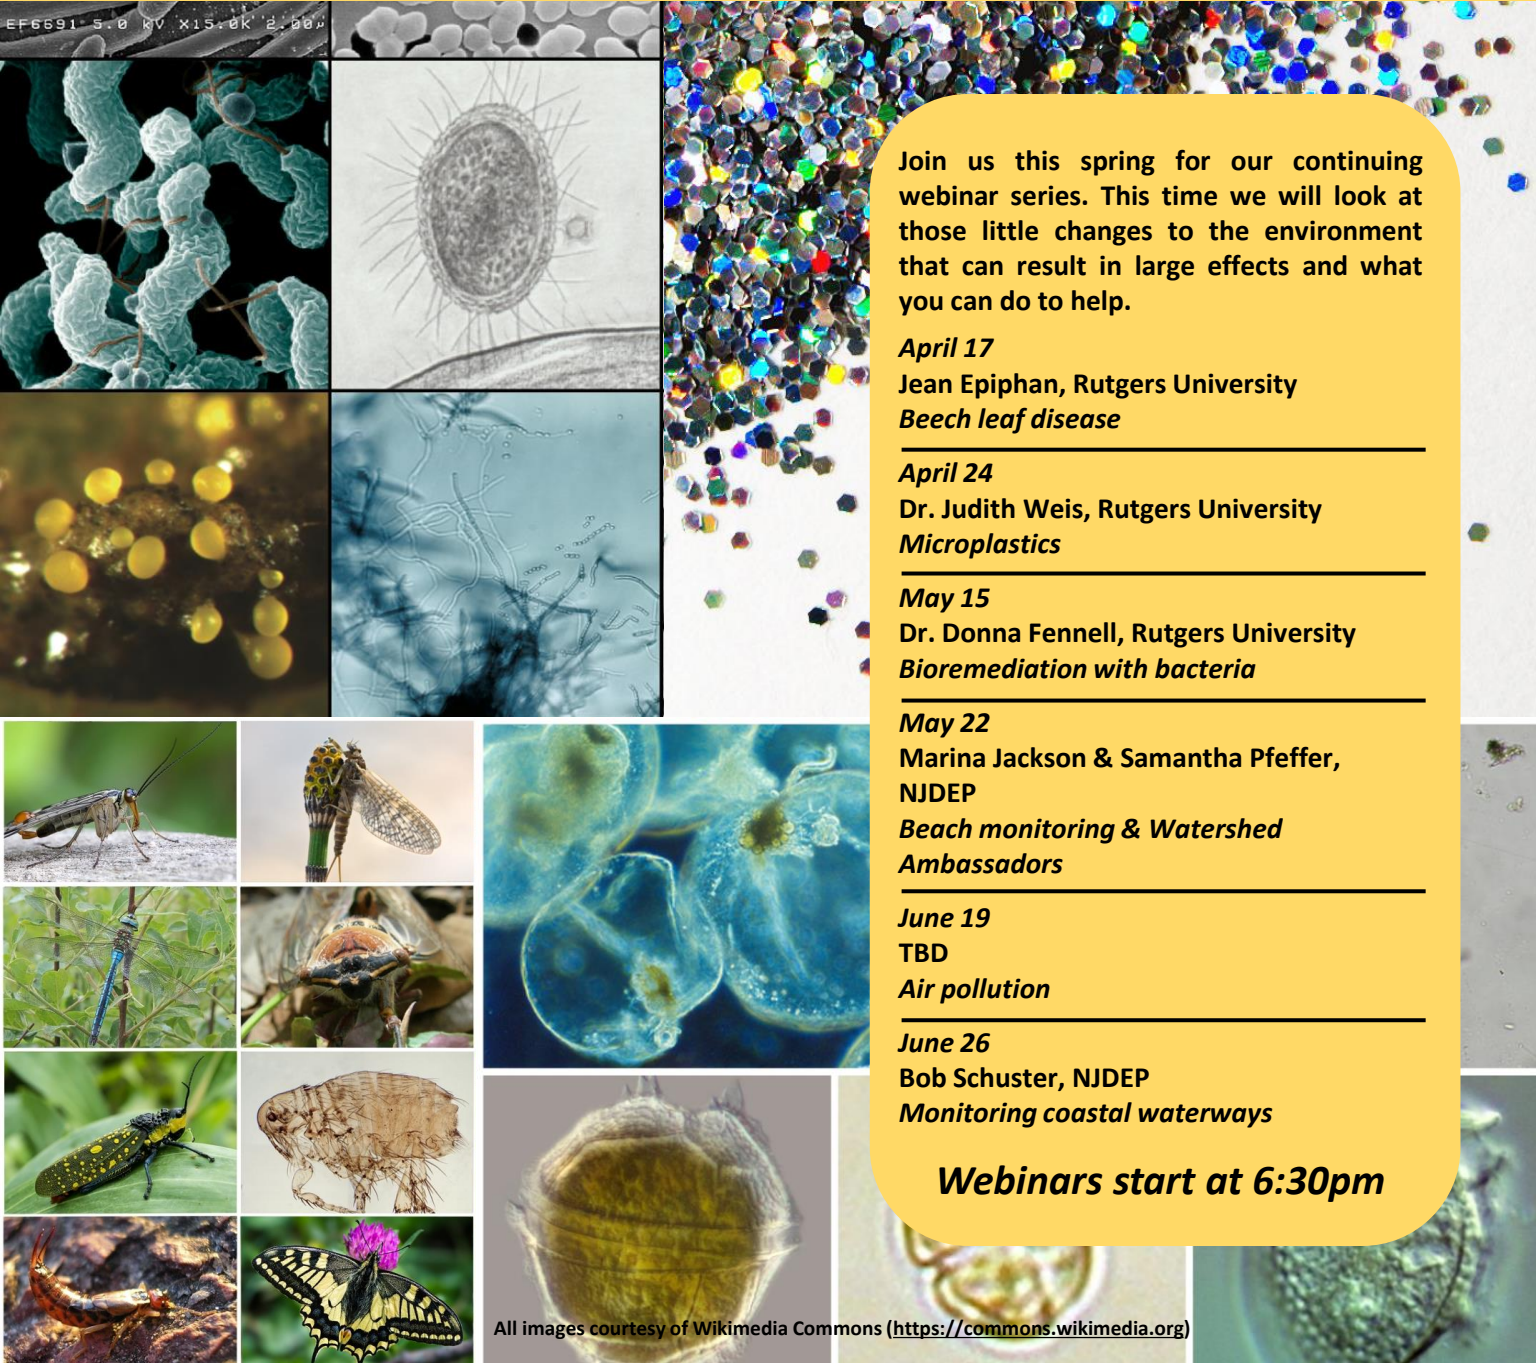 EF6691 5.0 kV X15.0K 2.00µ
Join us this spring for our continuing
webinar series. This time we will look at
those little changes to the environment
that can result in large effects and what
you can do to help.
April 17
Jean Epiphan, Rutgers University
Beech leaf disease
April 24
Dr. Judith Weis, Rutgers University
Microplastics
May 15
Dr. Donna Fennell, Rutgers University
Bioremediation with bacteria
May 22
Marina Jackson & Samantha Pfeffer,
NJDEP
Beach monitoring & Watershed
Ambassadors
June 19
TBD
Air pollution
June 26
Bob Schuster, NJDEP
Monitoring coastal waterways
Webinars start at 6:30pm
All images courtesy of Wikimedia Commons (https://commons.wikimedia.org)